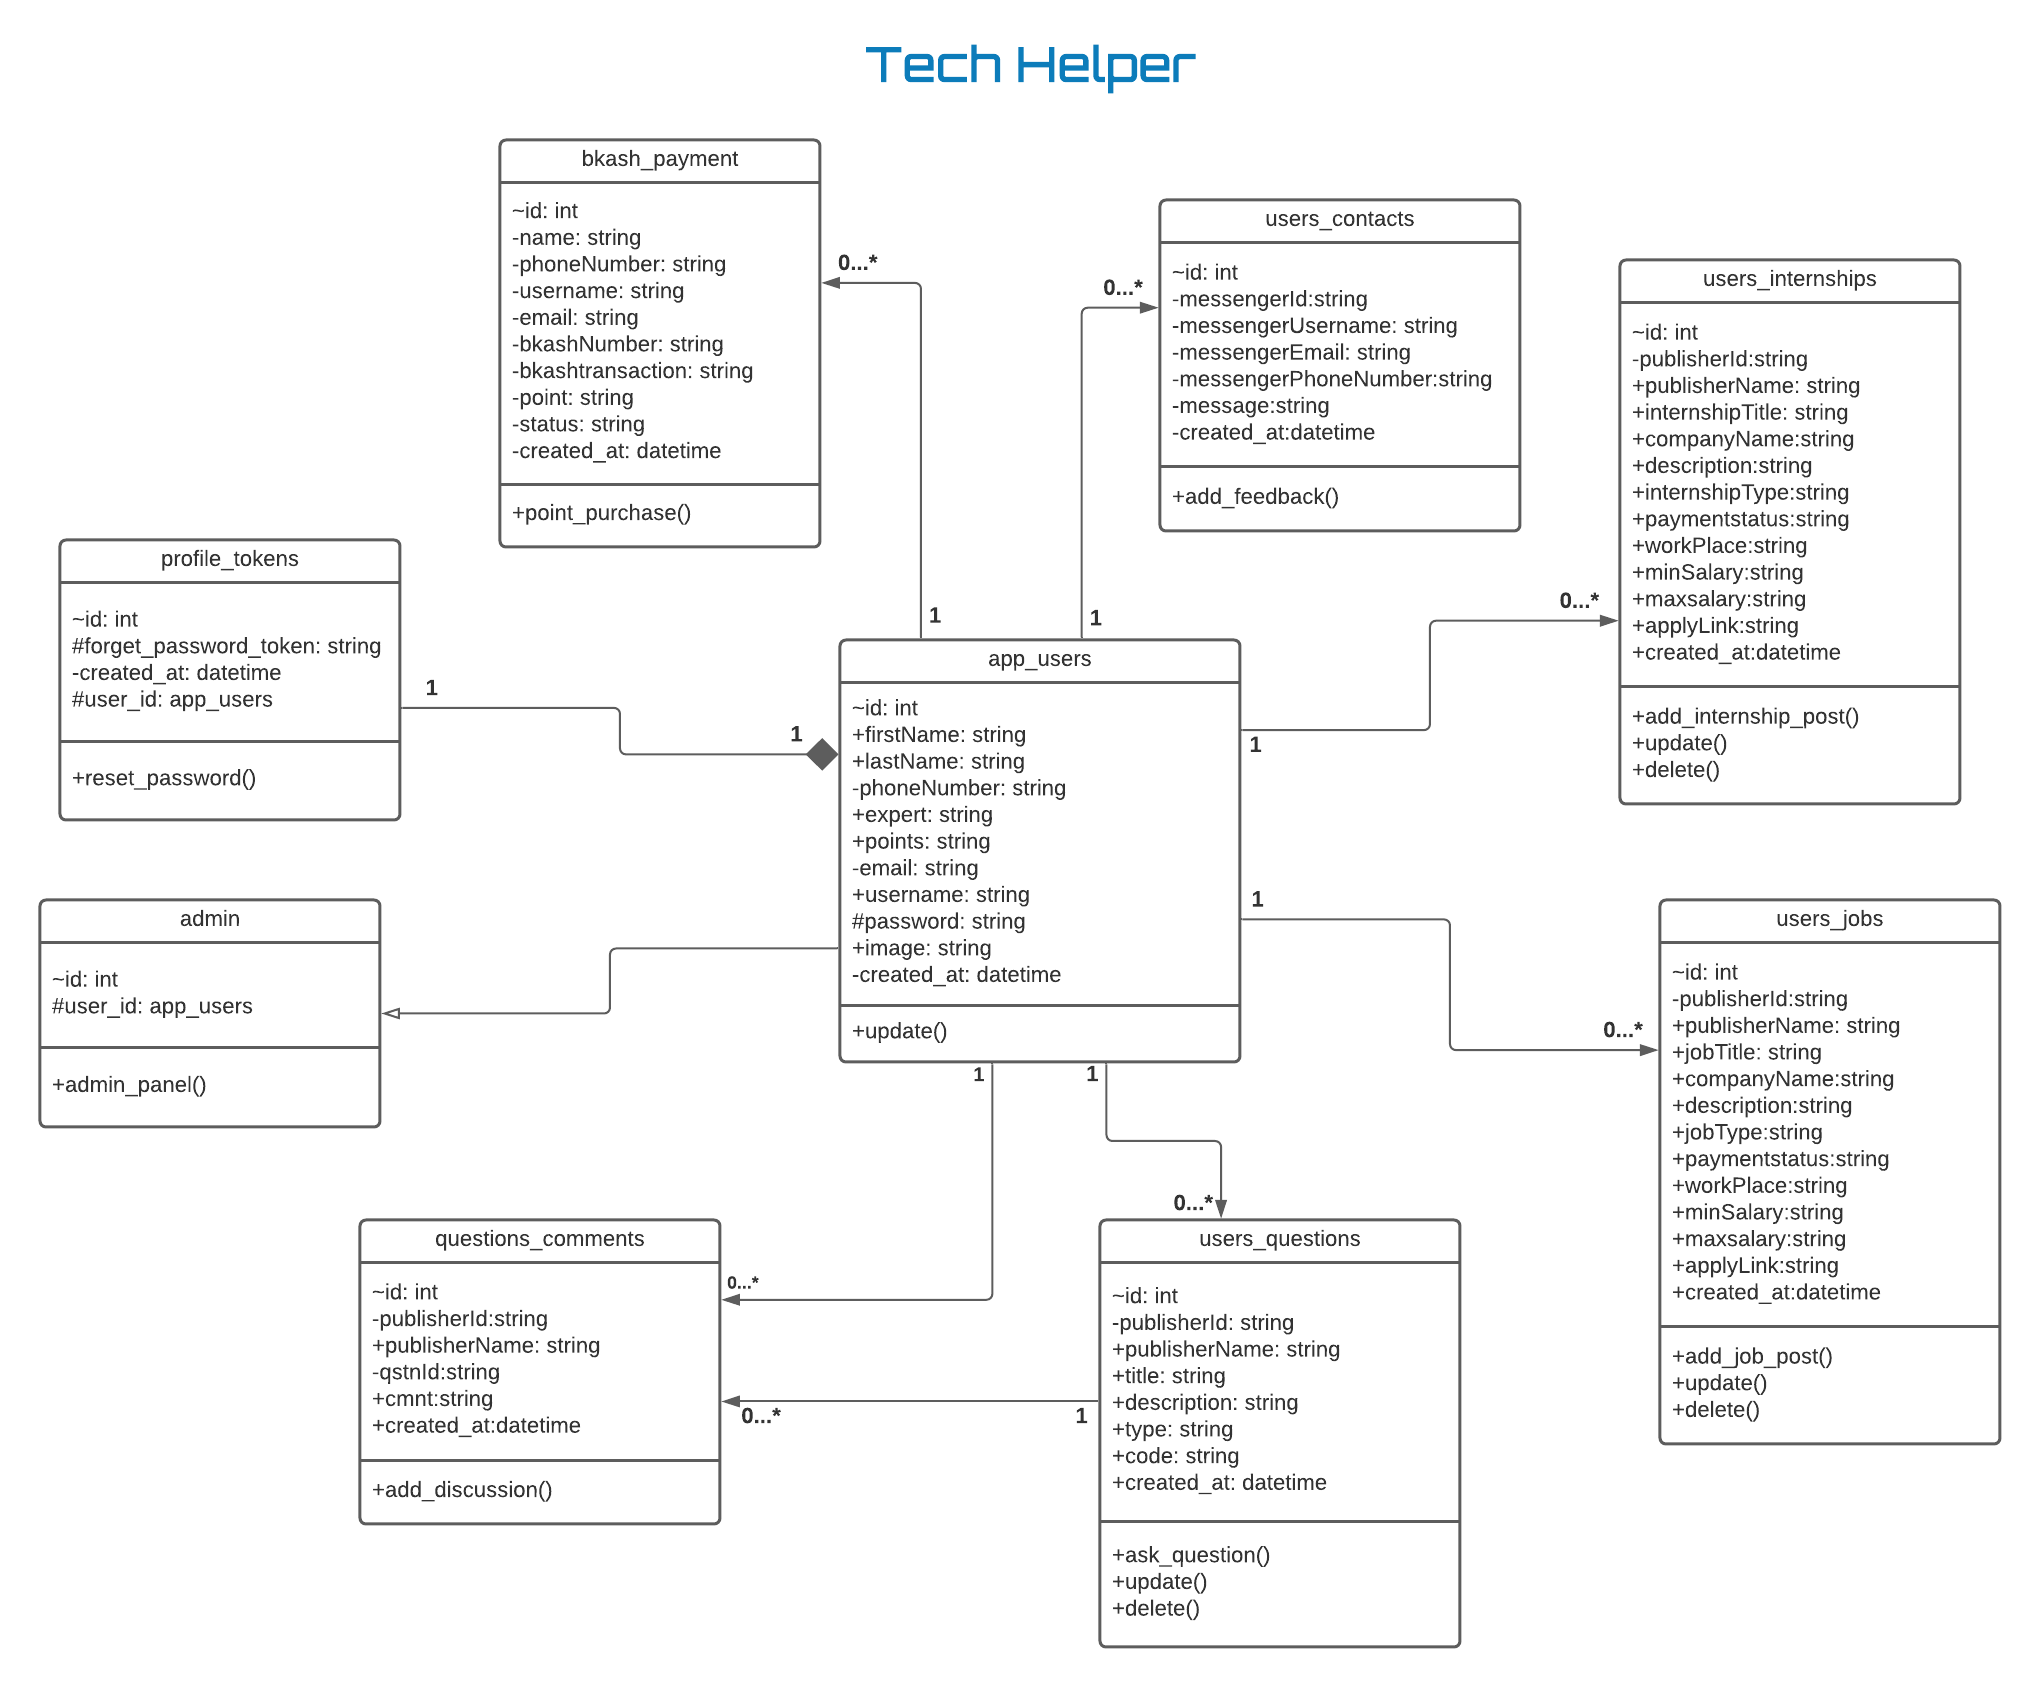 Tech Helper
bkash_payment
~id: int
-name: string
-phoneNumber: string
-username: string
-email: string
-bkashNumber: string
-bkashtransaction: string
-point: string
-status: string
-created_at: datetime
+point_purchase()
0...*
1
users_contacts
~id: int
-messengerId:string
-messengerUsername: string
-messengerEmail: string
-messengerPhoneNumber:string
-message:string
-created_at:datetime
+add_feedback()
0...*
1
users_internships
~id: int
-publisherId:string
+publisherName: string
+internshipTitle: string
+companyName:string
+description:string
+internshipType:string
+paymentstatus:string
+workPlace:string
+minSalary:string
+maxsalary:string
+applyLink:string
+created_at:datetime
+add_internship_post()
+update()
+delete()
0...*
1
profile_tokens
~id: int
#forget_password_token: string
-created_at: datetime
#user_id: app_users
+reset_password()
1
1
app_users
~id: int
+firstName: string
+lastName: string
-phoneNumber: string
+expert: string
+points: string
-email: string
+username: string
#password: string
+image: string
-created_at: datetime
+update()
admin
~id: int
#user_id: app_users
+admin_panel()
1
0...*
users_jobs
~id: int
-publisherId:string
+publisherName: string
+jobTitle: string
+companyName:string
+description:string
+jobType:string
+paymentstatus:string
+workPlace:string
+minSalary:string
+maxsalary:string
+applyLink:string
+created_at:datetime
+add_job_post()
+update()
+delete()
1
1
0...*
0...*
questions_comments
~id: int
-publisherId:string
+publisherName: string
-qstnId:string
+cmnt:string
+created_at:datetime
+add_discussion()
0...*
1
users_questions
~id: int
-publisherId: string
+publisherName: string
+title: string
+description: string
+type: string
+code: string
+created_at: datetime
+ask_question()
+update()
+delete()